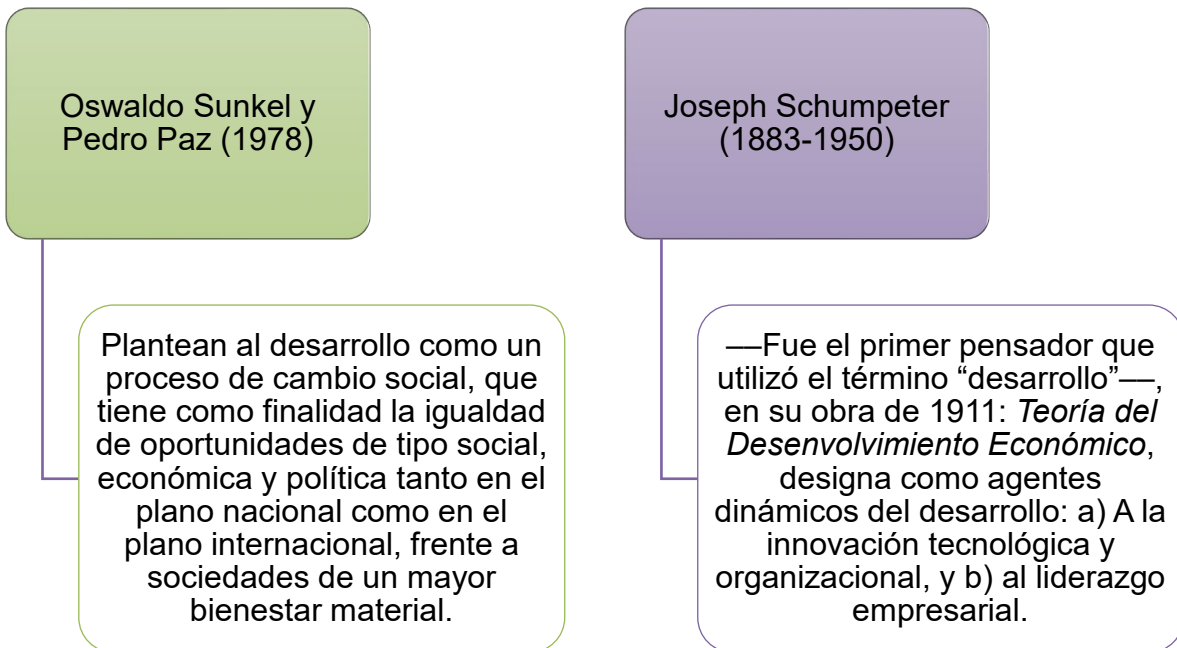 Oswaldo Sunkel y
Pedro Paz (1978)
Plantean al desarrollo como un
proceso de cambio social, que
tiene como finalidad la igualdad
de oportunidades de tipo social,
económica y política tanto en el
plano nacional como en el
plano internacional, frente a
sociedades de un mayor
bienestar material.
Joseph Schumpeter
(1883-1950)
––Fue el primer pensador que
utilizó el término “desarrollo”––,
en su obra de 1911: Teoría del
Desenvolvimiento Económico,
designa como agentes
dinámicos del desarrollo: a) A la
innovación tecnológica y
organizacional, y b) al liderazgo
empresarial.